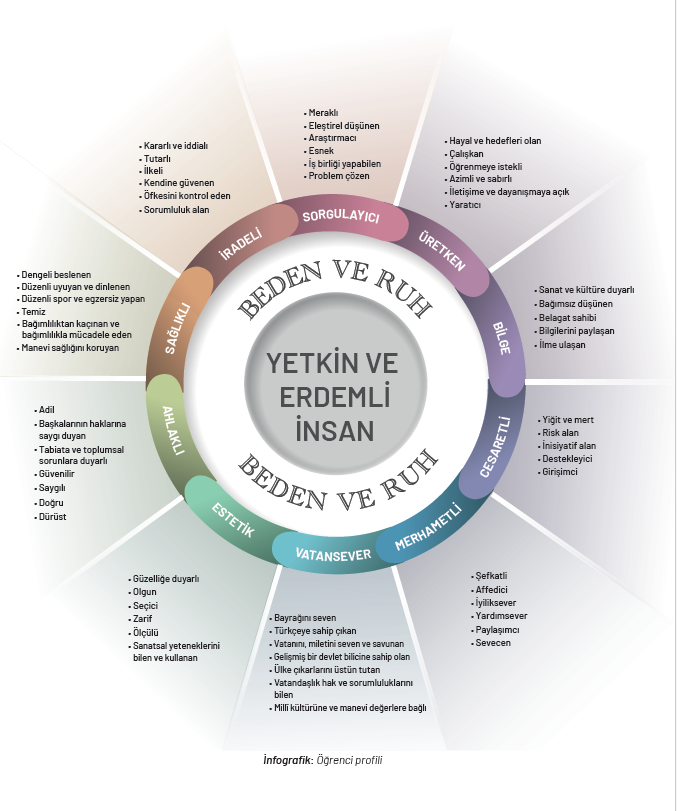 • Meraklı
• Eleştirel düşünen
• Araştırmacı
• Esnek
• İş birliği yapabilen
• Problem çözen
SORGULAYICI
• Hayal ve hedefleri olan
• Çalışkan
• Öğrenmeye istekli
• Azimli ve sabırlı
• İletişime ve dayanışmaya açık
• Yaratıcı
ÜRETKEN
• Sanat ve kültüre duyarlı
• Bağımsız düşünen
• Belagat sahibi
• Bilgilerini paylaşan
• İlme ulaşan
BİLGE
• Yiğit ve mert
• Risk alan
• İnisiyatif alan
• Destekleyici
• Girişimci
CESARETLİ
• Şefkatli
• Affedici
• İyiliksever
• Yardımsever
• Paylaşımcı
• Sevecen
MERHAMETLİ
• Bayrağını seven
• Türkçeye sahip çıkan
• Vatanını, miletini seven ve savunan
• Gelişmiş bir devlet bilicine sahip olan
• Ülke çıkarlarını üstün tutan
• Vatandaşlık hak ve sorumluluklarını
bilen
• Millî kültürüne ve manevi değerlere bağlı
VATANSEVER
• Güzelliğe duyarlı
• Olgun
• Seçici
• Zarif
• Ölçülü
• Sanatsal yeteneklerini
bilen ve kullanan
ESTETİK
• Adil
• Başkalarının haklarına
saygı duyan
• Tabiata ve toplumsal
sorunlara duyarlı
• Güvenilir
• Saygılı
• Doğru
• Dürüst
AHLAKLI
• Dengeli beslenen
• Düzenli uyuyan ve dinlenen
• Düzenli spor ve egzersiz yapan
• Temiz
• Bağımlılıktan kaçınan ve
bağımlılıkla mücadele eden
• Manevi sağlığını koruyan
SAĞLIKLI
• Kararlı ve iddialı
• Tutarlı
• İlkeli
• Kendine güvenen
• Öfkesini kontrol eden
• Sorumluluk alan
İRADELİ
BEDEN VE RUH
YETKİN VE
ERDEMLİ
İNSAN
BEDEN VE RUH
İnfografik: Öğrenci profili